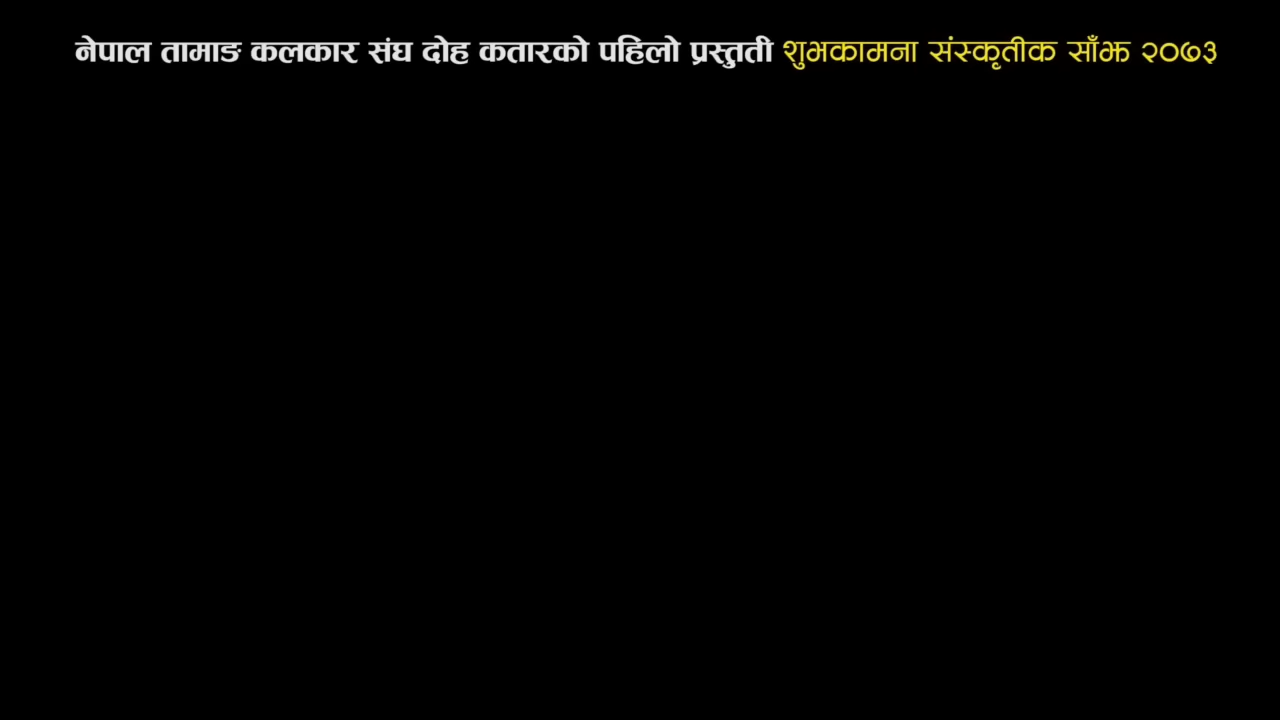 नेपाल तामाङ कलकार संघ दोह कतारको पहिलो प्रस्तुती शुभकामना संस्कृतीक साँझ २०७३